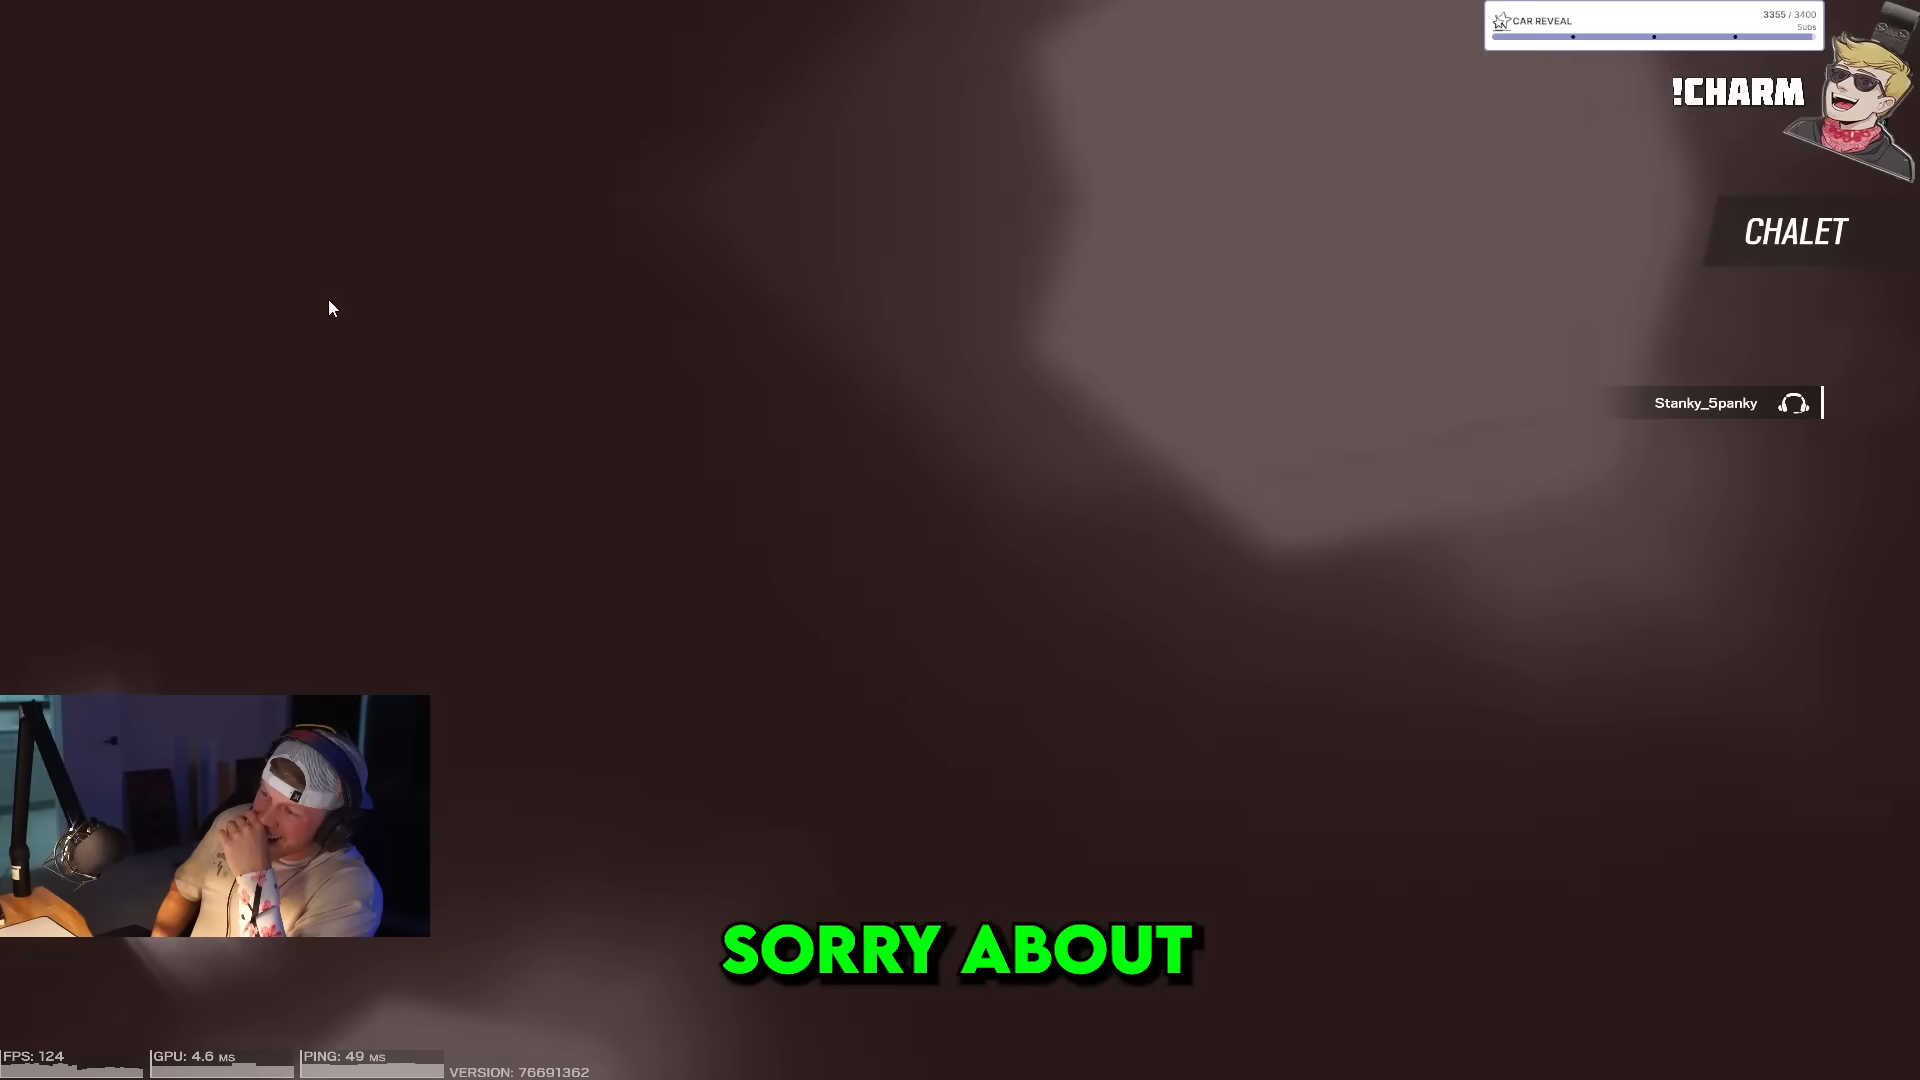 CAR REVEAL
3355 / 3400
Subs
!CHARM
CHALET
Stanky_5panky
SORRY ABOUT
FPS: 124
GPU: 4.6 MS
PING: 49 MS
VERSION: 76691362